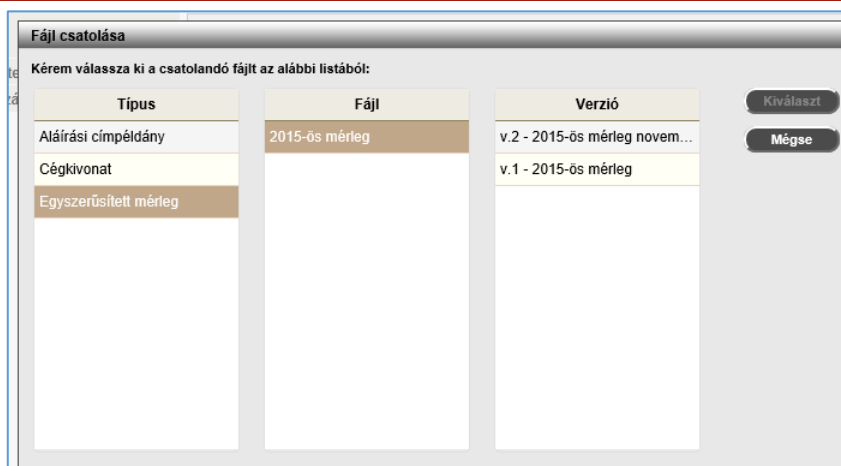 Fájl csatolása
Kérem válassza ki a csatolandó fájlt az alábbi listából:
Típus Fájl Verzió
Kiválaszt
Aláírási címpéldány 2015-ös mérleg v.2 - 2015-ös mérleg novem...
Mégse
Cégkivonat v.1 - 2015-ös mérleg
Egyszerűsített mérleg